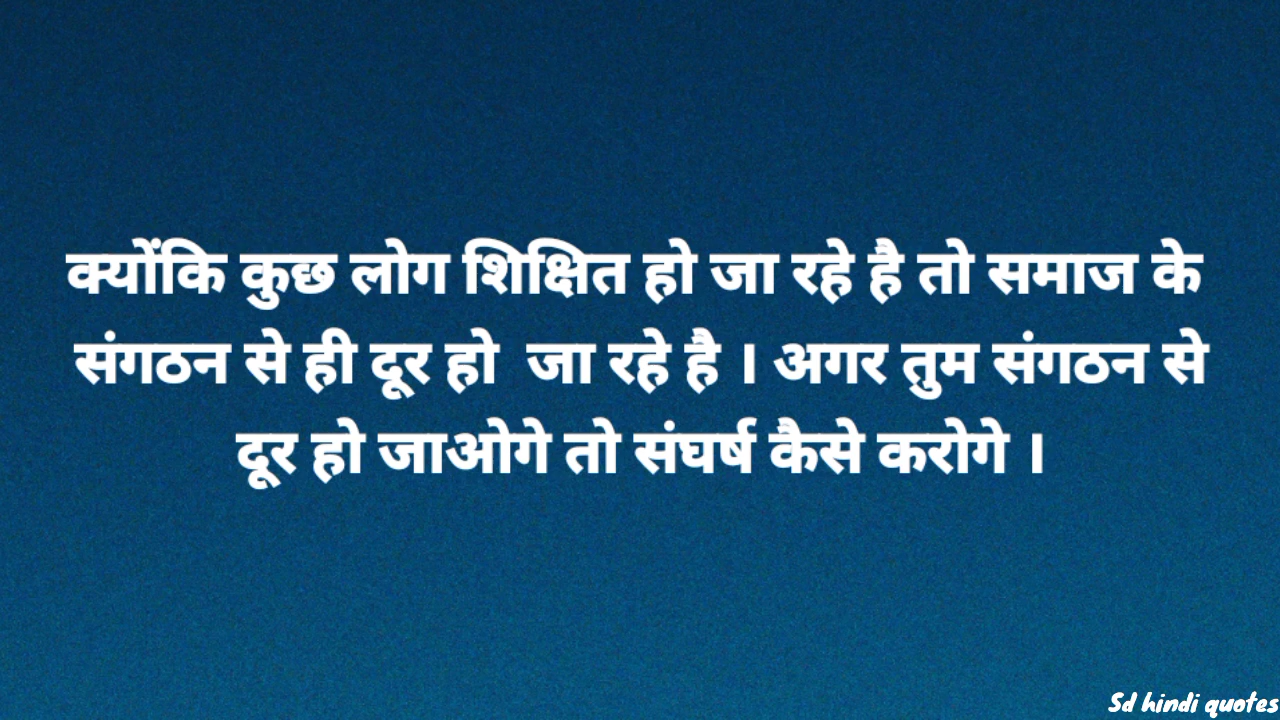 क्योंकि कुछ लोग शिक्षित हो जा रहे है तो समाज के
संगठन से ही दूर हो  जा रहे है । अगर तुम संगठन से
दूर हो जाओगे तो संघर्ष कैसे करोगे ।
Sd hindi quotes